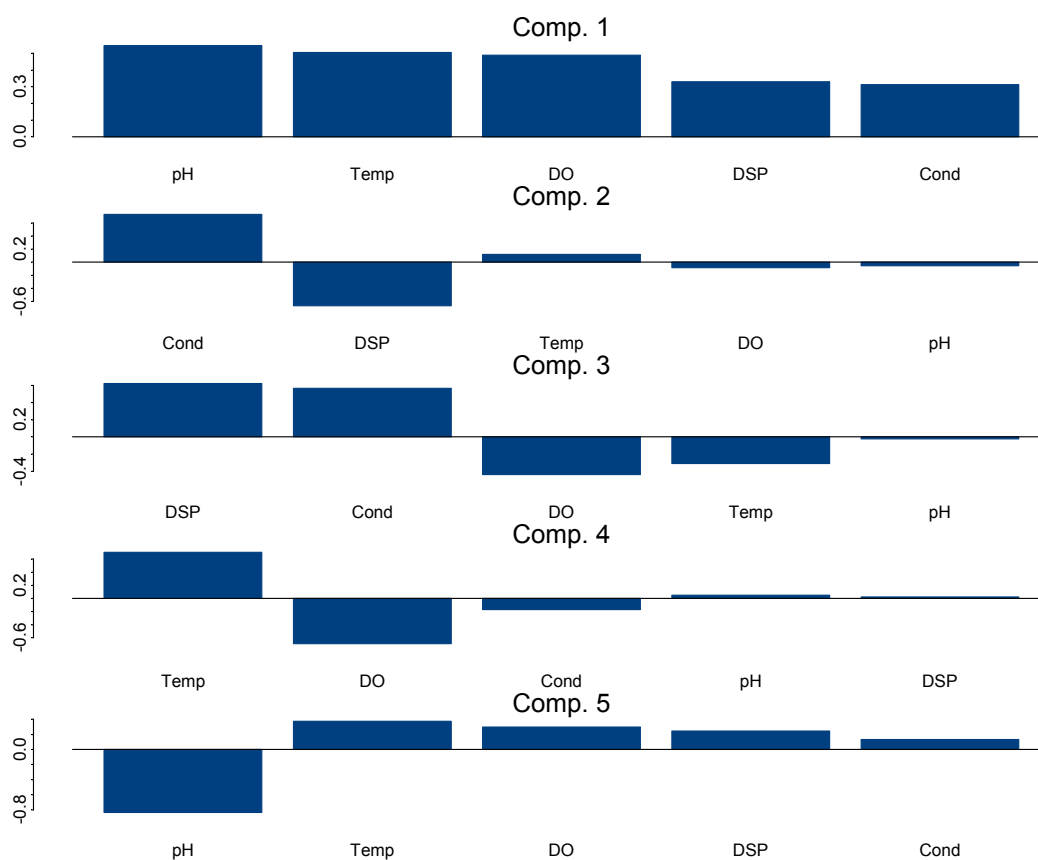 Comp. 1
0.3
0.0
pH Temp DO DSP Cond
Comp. 2
0.2
-0.6
Cond DSP Temp DO pH
Comp. 3
0.2
-0.4
DSP Cond DO Temp pH
Comp. 4
0.2
-0.6
Temp DO Cond pH DSP
Comp. 5
0.0
-0.8
pH Temp DO DSP Cond